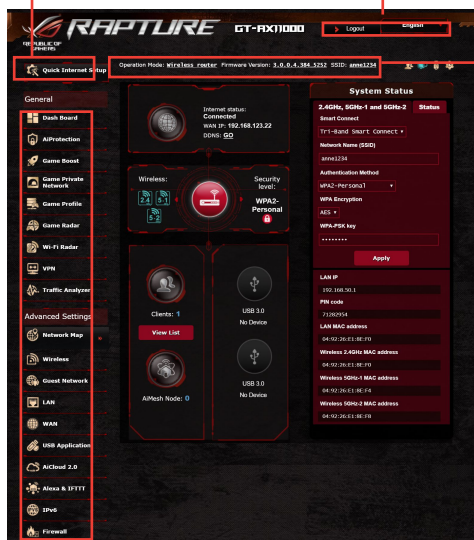 RAPTURE GT-AX11000
REPUBLIC OF
GAMERS
Logout English
Quick Internet Setup
Operation Mode: Wireless router Firmware Version: 3.0.0.4.384_5252 SSID: anne1234
General
Dash Board
AiProtection
Game Boost
Game Private
Network
Game Profile
Game Radar
Wi-Fi Radar
VPN
Traffic Analyzer
Advanced Settings
Network Map
Wireless
Guest Network
LAN
WAN
USB Application
AiCloud 2.0
Alexa & IFTTT
IPv6
Firewall
Internet status:
Connected
WAN IP: 192.168.123.22
DDNS: GO
Wireless:
2.4 5-1
5-2
Security
level:
WPA2-
Personal
Clients: 1
View List
AiMesh Node: 0
USB 3.0
No Device
USB 3.0
No Device
System Status
2.4GHz, 5GHz-1 and 5GHz-2 Status
Smart Connect
Tri-Band Smart Connect
Network Name (SSID)
anne1234
Authentication Method
WPA2-Personal
WPA Encryption
AES
WPA-PSK key
••••••••
Apply
LAN IP
192.168.50.1
PIN code
71282954
LAN MAC address
04:92:26:E1:8E:F0
Wireless 2.4GHz MAC address
04:92:26:E1:8E:F0
Wireless 5GHz-1 MAC address
04:92:26:E1:8E:F4
Wireless 5GHz-2 MAC address
04:92:26:E1:8E:F8